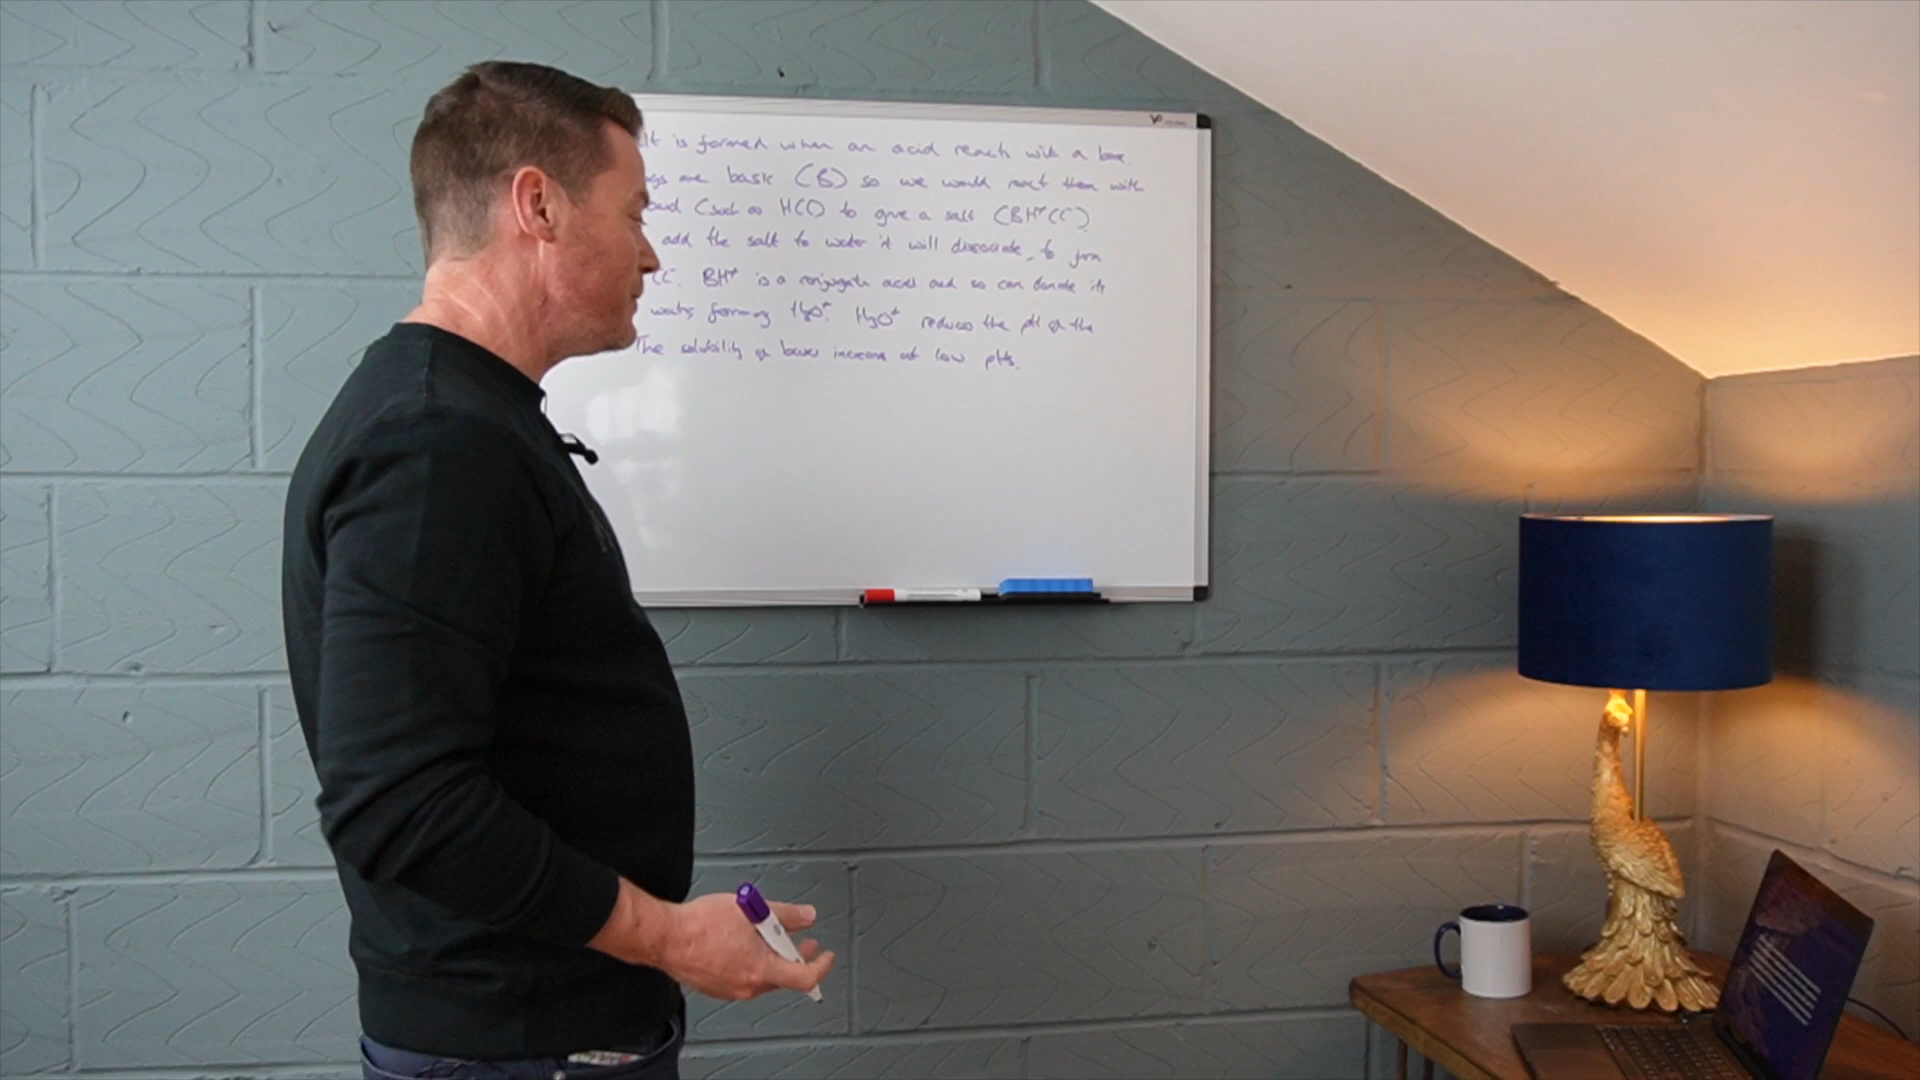 lt is formed when an acid reacts with a base.
ugs are basic (B) so we would react them with
acid (such as HCl) to give a salt (BH⁺Cl⁻).
add the salt to water it will dissociate, to form
Cl⁻. BH⁺ is a conjugate acid and so can donate its
water forming H₃O⁺. H₃O⁺ reduces the pH of the
The solubility of bases increases at low pHs.